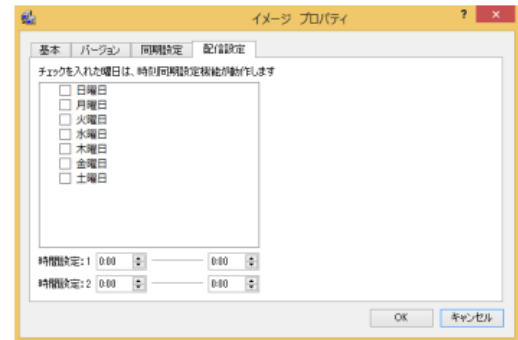 イメージ プロパティ
? ×
基本 バージョン 同期設定 配信設定
チェックを入れた曜日は、時刻同期設定機能が動作します
日曜日
月曜日
火曜日
水曜日
木曜日
金曜日
土曜日
時間設定:1 0:00 0:00
時間設定:2 0:00 0:00
OK キャンセル